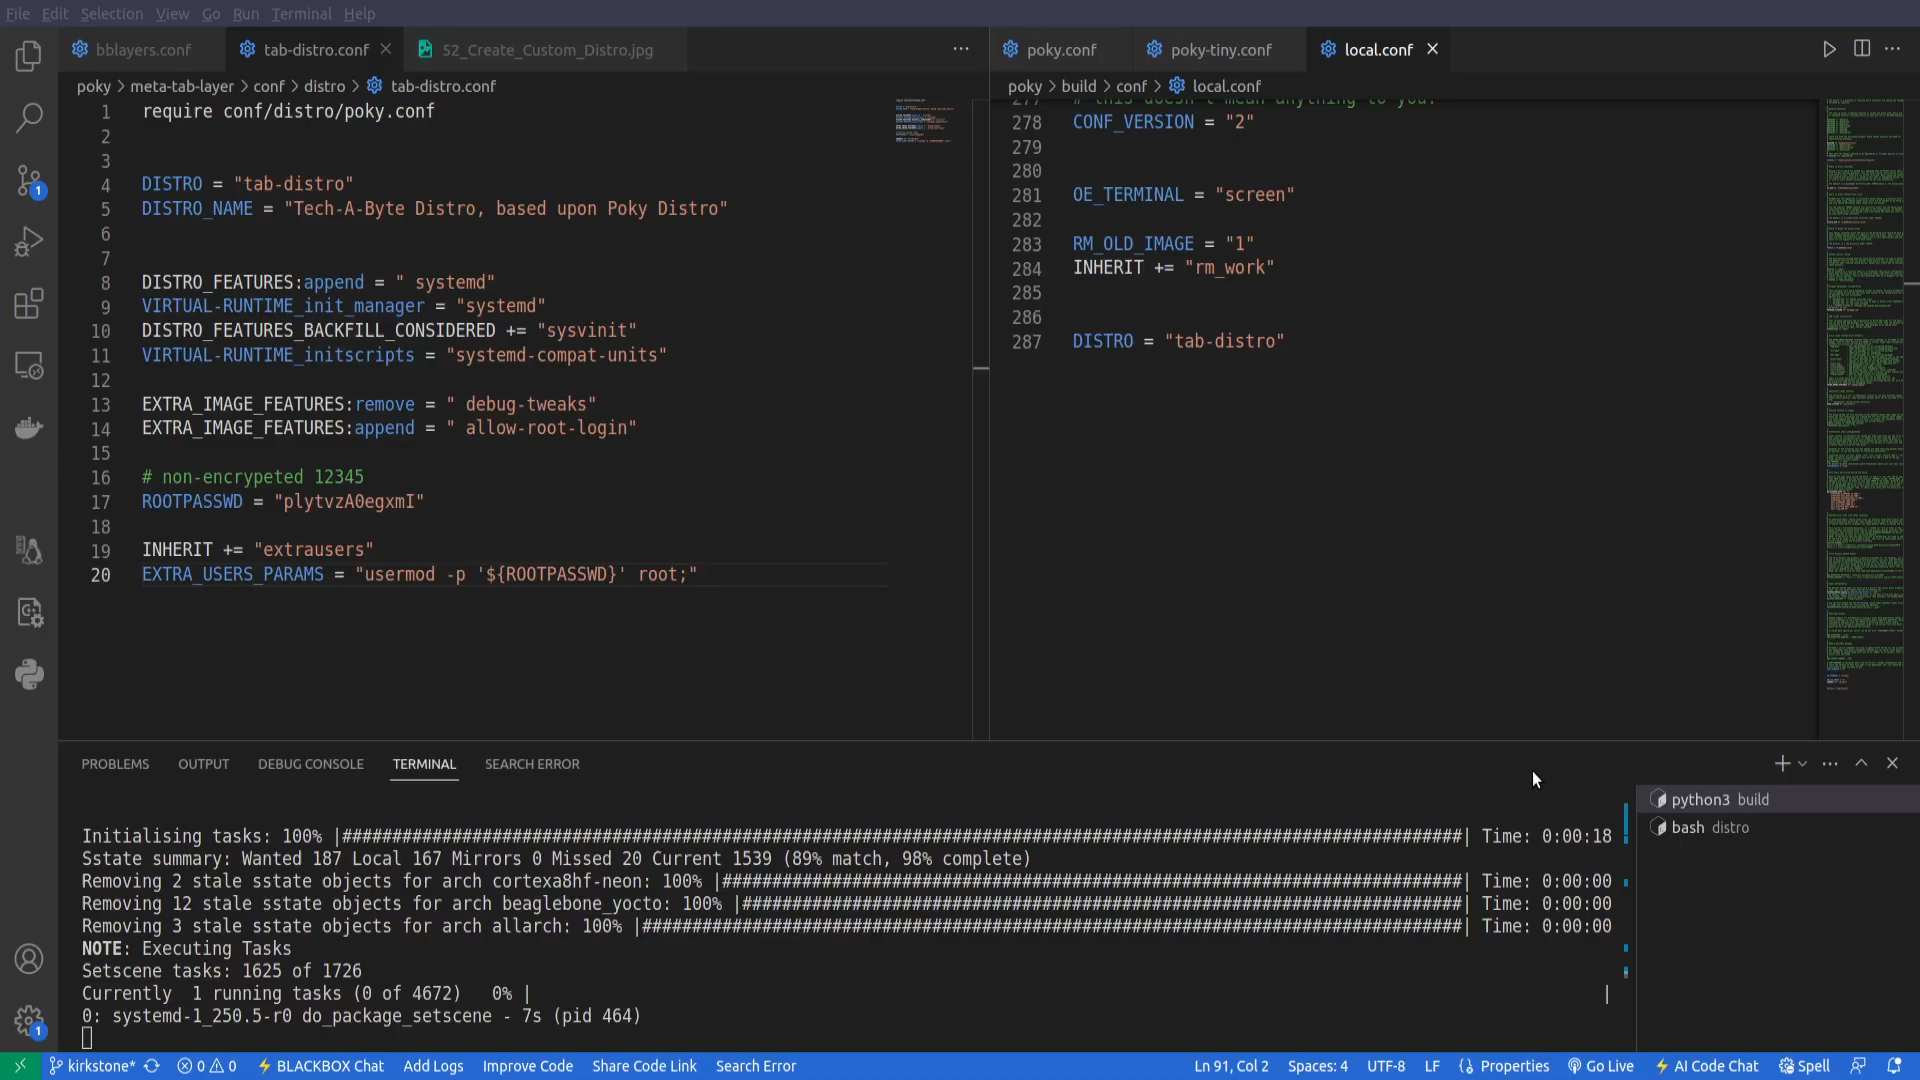 File Edit Selection View Go Run Terminal Help
bblayers.conf tab-distro.conf 52_Create_Custom_Distro.jpg
poky > meta-tab-layer > conf > distro > tab-distro.conf
1 require conf/distro/poky.conf
2
3
4 DISTRO = "tab-distro"
5 DISTRO_NAME = "Tech-A-Byte Distro, based upon Poky Distro"
6
7
8 DISTRO_FEATURES:append = " systemd"
9 VIRTUAL-RUNTIME_init_manager = "systemd"
10 DISTRO_FEATURES_BACKFILL_CONSIDERED += "sysvinit"
11 VIRTUAL-RUNTIME_initscripts = "systemd-compat-units"
12
13 EXTRA_IMAGE_FEATURES:remove = " debug-tweaks"
14 EXTRA_IMAGE_FEATURES:append = " allow-root-login"
15
16 # non-encrypeted 12345
17 ROOTPASSWD = "plytvzA0egxmI"
18
19 INHERIT += "extrausers"
20 EXTRA_USERS_PARAMS = "usermod -p '${ROOTPASSWD}' root;"
poky.conf poky-tiny.conf local.conf
poky > build > conf > local.conf
277 # this doesn't mean anything to you.
278 CONF_VERSION = "2"
279
280
281 OE_TERMINAL = "screen"
282
283 RM_OLD_IMAGE = "1"
284 INHERIT += "rm_work"
285
286
287 DISTRO = "tab-distro"
PROBLEMS OUTPUT DEBUG CONSOLE TERMINAL SEARCH ERROR
Initialising tasks: 100% |################################################################################################################| Time: 0:00:18
Sstate summary: Wanted 187 Local 167 Mirrors 0 Missed 20 Current 1539 (89% match, 98% complete)
Removing 2 stale sstate objects for arch cortexa8hf-neon: 100% |##########################################################################| Time: 0:00:00
Removing 12 stale sstate objects for arch beaglebone_yocto: 100% |########################################################################| Time: 0:00:00
Removing 3 stale sstate objects for arch allarch: 100% |##################################################################################| Time: 0:00:00
NOTE: Executing Tasks
Setscene tasks: 1625 of 1726
Currently  1 running tasks (0 of 4672)   0% | |
0: systemd-1_250.5-r0 do_package_setscene - 7s (pid 464)
python3 build
bash distro
1
1
kirkstone* 0 0 BLACKBOX Chat Add Logs Improve Code Share Code Link Search Error Ln 91, Col 2 Spaces: 4 UTF-8 LF Properties Go Live AI Code Chat Spell